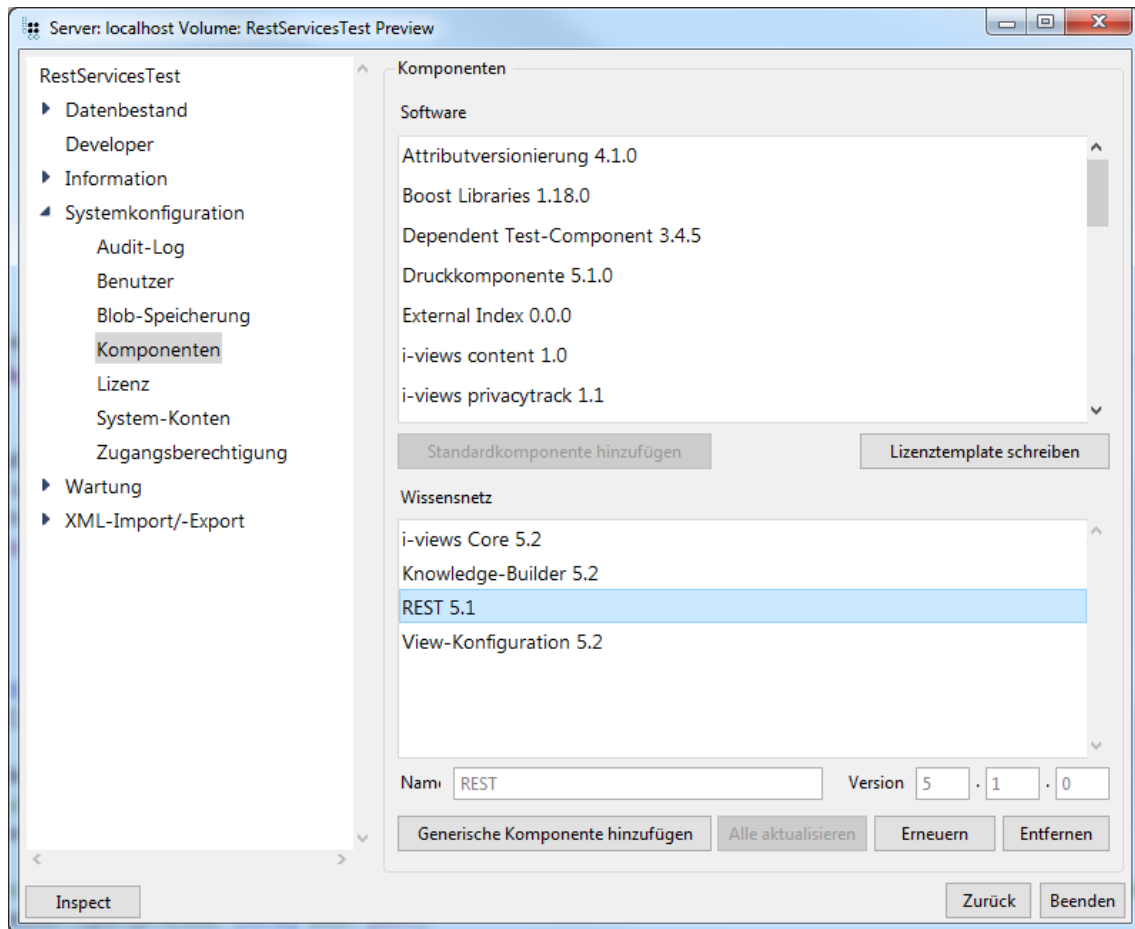 Server: localhost Volume: RestServicesTest Preview
RestServicesTest
Datenbestand
Developer
Information
Systemkonfiguration
Audit-Log
Benutzer
Blob-Speicherung
Komponenten
Lizenz
System-Konten
Zugangsberechtigung
Wartung
XML-Import/-Export
Komponenten
Software
Attributversionierung 4.1.0
Boost Libraries 1.18.0
Dependent Test-Component 3.4.5
Druckkomponente 5.1.0
External Index 0.0.0
i-views content 1.0
i-views privacytrack 1.1
Standardkomponente hinzufügen Lizenztemplate schreiben
Wissensnetz
i-views Core 5.2
Knowledge-Builder 5.2
REST 5.1
View-Konfiguration 5.2
Name REST Version 5 . 1 . 0
Generische Komponente hinzufügen Alle aktualisieren Erneuern Entfernen
Inspect Zurück Beenden